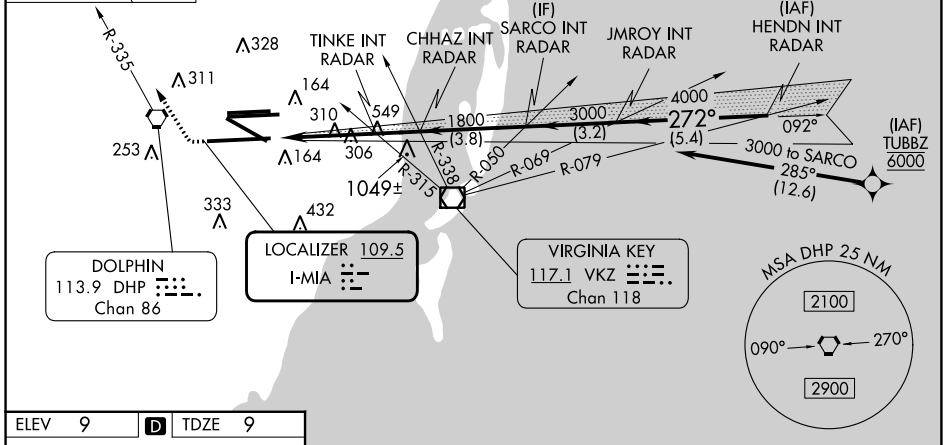 R-335
328
311
TINKE INT
RADAR
CHHAZ INT
RADAR
(IF)
SARCO INT
RADAR
JMROY INT
RADAR
(IAF)
HENDN INT
RADAR
164
310
549
306
253
164
1049±
1800
(3.8)
3000
(3.2)
4000
272°
(5.4)
092°
R-315
R-338
R-050
R-069
R-079
3000 to SARCO
285°
(12.6)
(IAF)
TUBBZ
6000
333
432
DOLPHIN
113.9 DHP
Chan 86
LOCALIZER 109.5
I-MIA
VIRGINIA KEY
117.1 VKZ
Chan 118
MSA DHP 25 NM
2100
090°
270°
2900
ELEV 9
D
TDZE 9